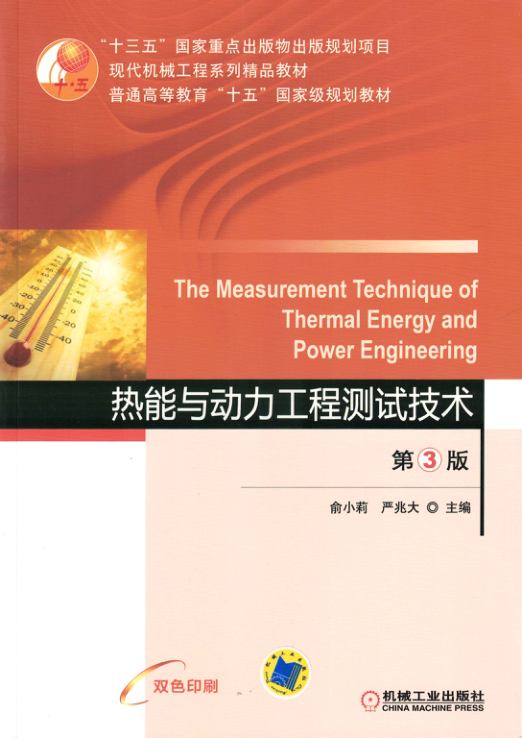 “十三五”国家重点出版物出版规划项目
现代机械工程系列精品教材
普通高等教育“十五”国家级规划教材
十·五
The Measurement Technique of
Thermal Energy and
Power Engineering
热能与动力工程测试技术
第3版
俞小莉 严兆大 ◎ 主编
双色印刷
机械工业出版社
CHINA MACHINE PRESS